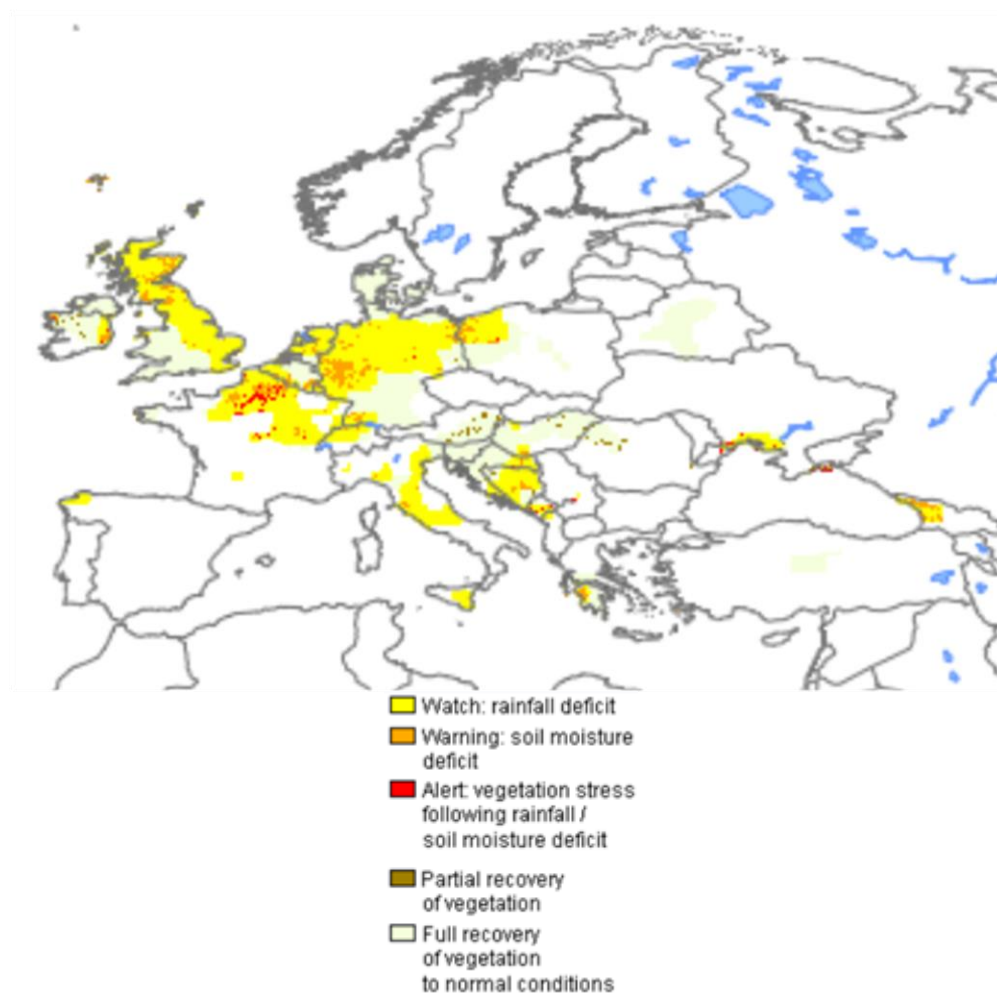 Watch: rainfall deficit
Warning: soil moisture
deficit
Alert: vegetation stress
following rainfall /
soil moisture deficit
Partial recovery
of vegetation
Full recovery
of vegetation
to normal conditions